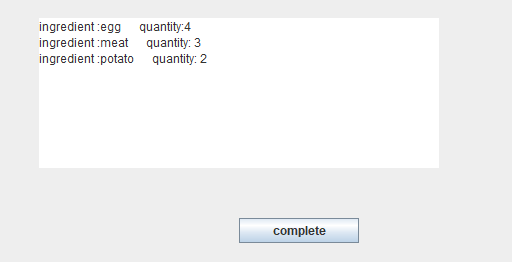 ingredient :egg quantity:4
ingredient :meat quantity: 3
ingredient :potato quantity: 2
complete